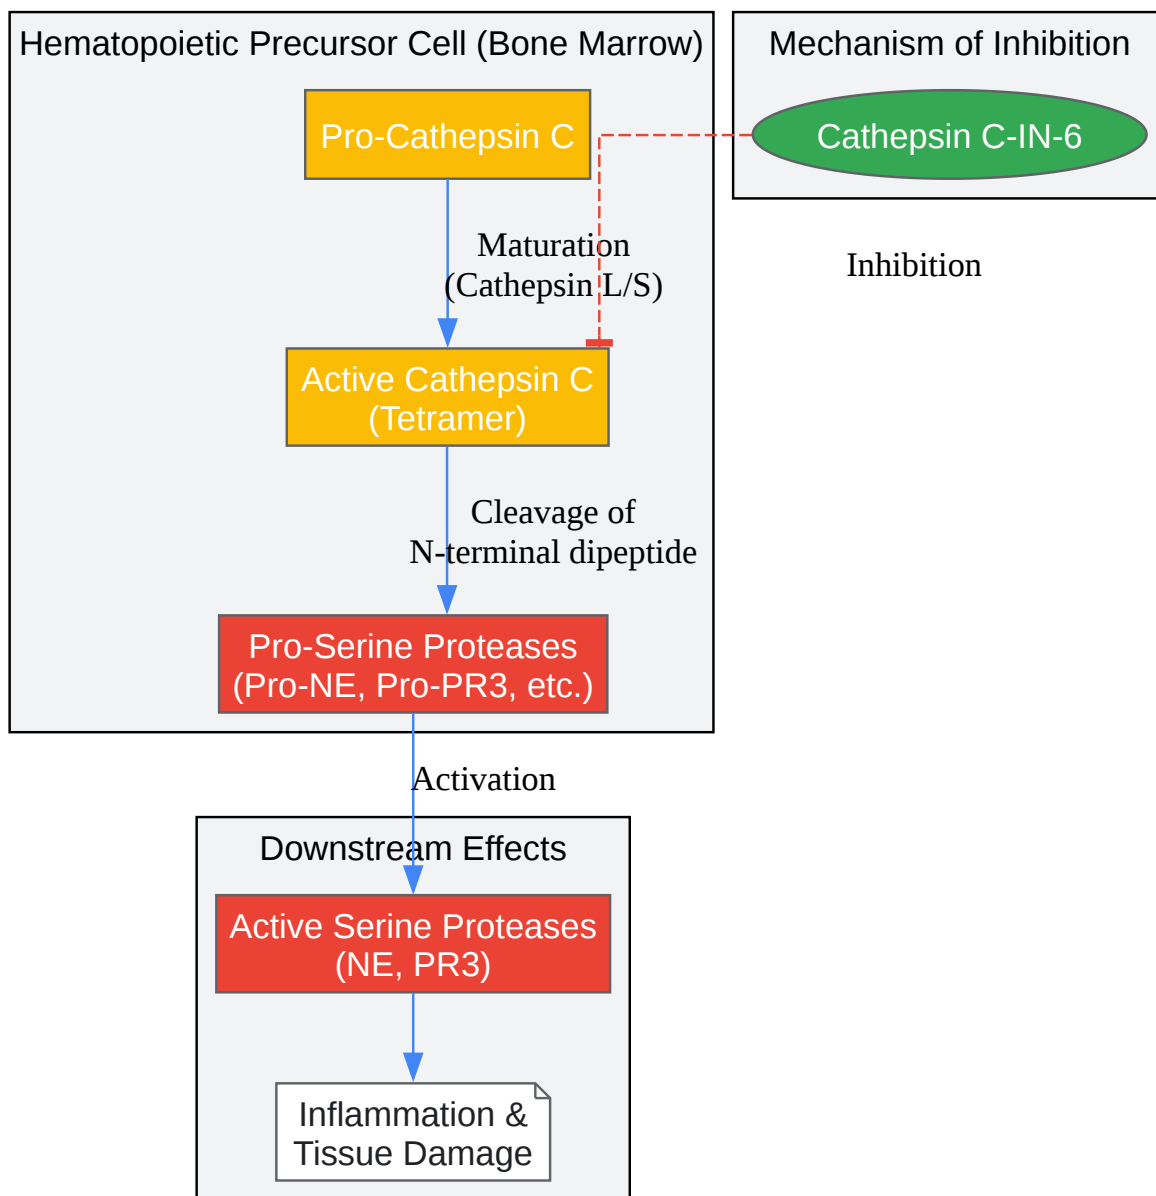 Hematopoietic Precursor Cell (Bone Marrow)
Mechanism of Inhibition
Pro-Cathepsin C
Cathepsin C-IN-6
Maturation
(Cathepsin L/S)
Inhibition
Active Cathepsin C
(Tetramer)
Cleavage of
N-terminal dipeptide
Pro-Serine Proteases
(Pro-NE, Pro-PR3, etc.)
Activation
Downstream Effects
Active Serine Proteases
(NE, PR3)
Inflammation &
Tissue Damage